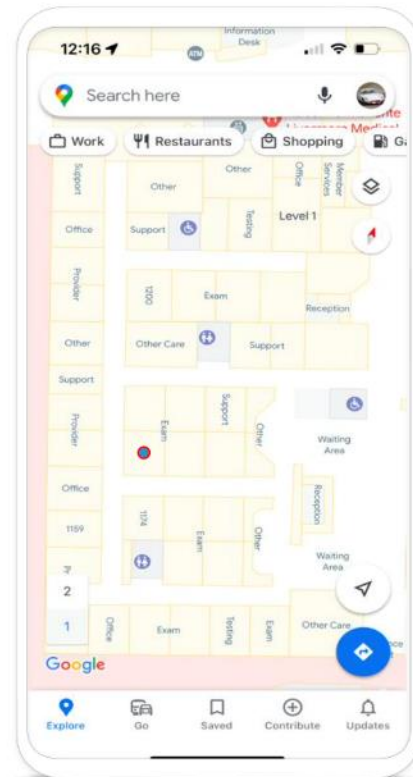 Information
Desk
12:16
ATM
Search here
Livermore Medical
Work
Restaurants
Shopping
Support
Other
Other
Office
Member
Services
Office
Support
Testing
Level 1
Provider
1200
Exam
Reception
Other
Other Care
Support
Support
Provider
Exam
Support
Other
Waiting
Area
Office
1159
1174
Exam
Other
Reception
Waiting
Area
2
1
Office
Exam
Testing
Exam
Other Care
Google
Explore
Go
Saved
Contribute
Updates